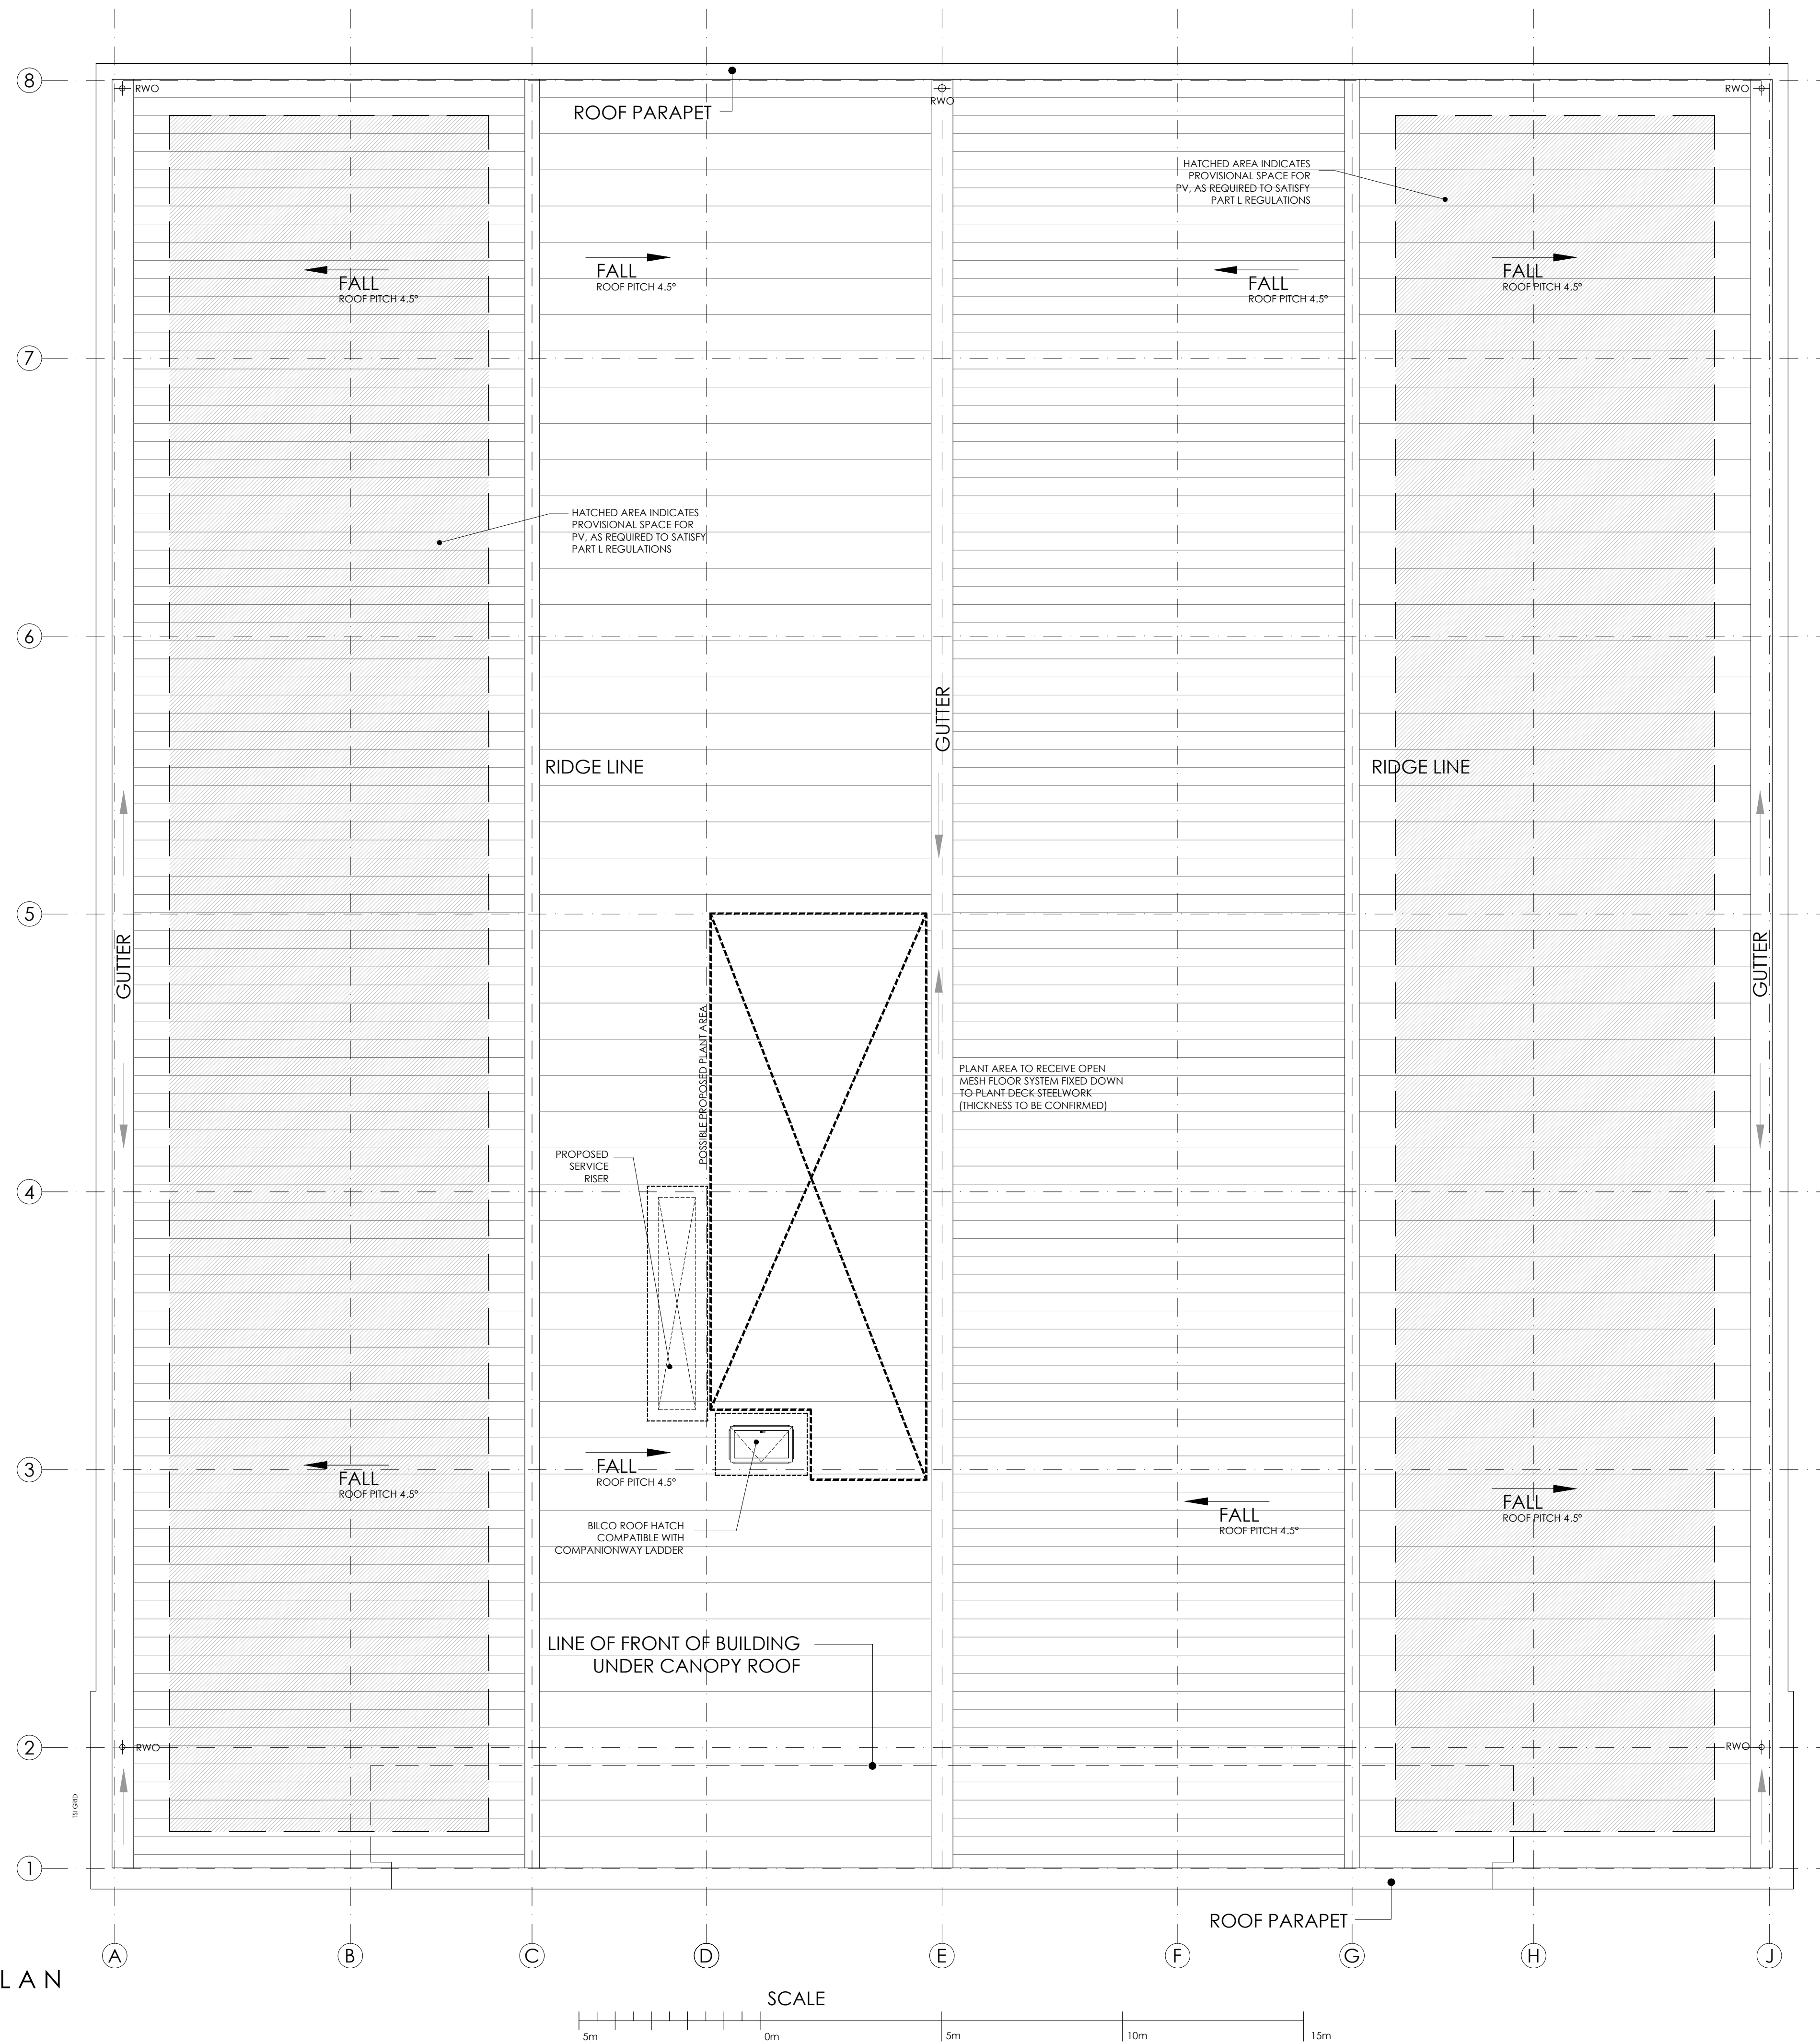 8
RWO
RWO
RWO
ROOF PARAPET
HATCHED AREA INDICATES
PROVISIONAL SPACE FOR
PV, AS REQUIRED TO SATISFY
PART L REGULATIONS
FALL
ROOF PITCH 4.5°
FALL
ROOF PITCH 4.5°
FALL
ROOF PITCH 4.5°
FALL
ROOF PITCH 4.5°
7
HATCHED AREA INDICATES
PROVISIONAL SPACE FOR
PV, AS REQUIRED TO SATISFY
PART L REGULATIONS
6
GUTTER
RIDGE LINE
RIDGE LINE
5
GUTTER
GUTTER
POSSIBLE PROPOSED PLANT AREA
PLANT AREA TO RECEIVE OPEN
MESH FLOOR SYSTEM FIXED DOWN
TO PLANT DECK STEELWORK
(THICKNESS TO BE CONFIRMED)
PROPOSED
SERVICE
RISER
4
3
FALL
ROOF PITCH 4.5°
FALL
ROOF PITCH 4.5°
FALL
ROOF PITCH 4.5°
FALL
ROOF PITCH 4.5°
BILCO ROOF HATCH
COMPATIBLE WITH
COMPANIONWAY LADDER
LINE OF FRONT OF BUILDING
UNDER CANOPY ROOF
2
RWO
RWO
TSI GRID
1
ROOF PARAPET
A
B
C
D
E
F
G
H
J
LAN
SCALE
5m
0m
5m
10m
15m